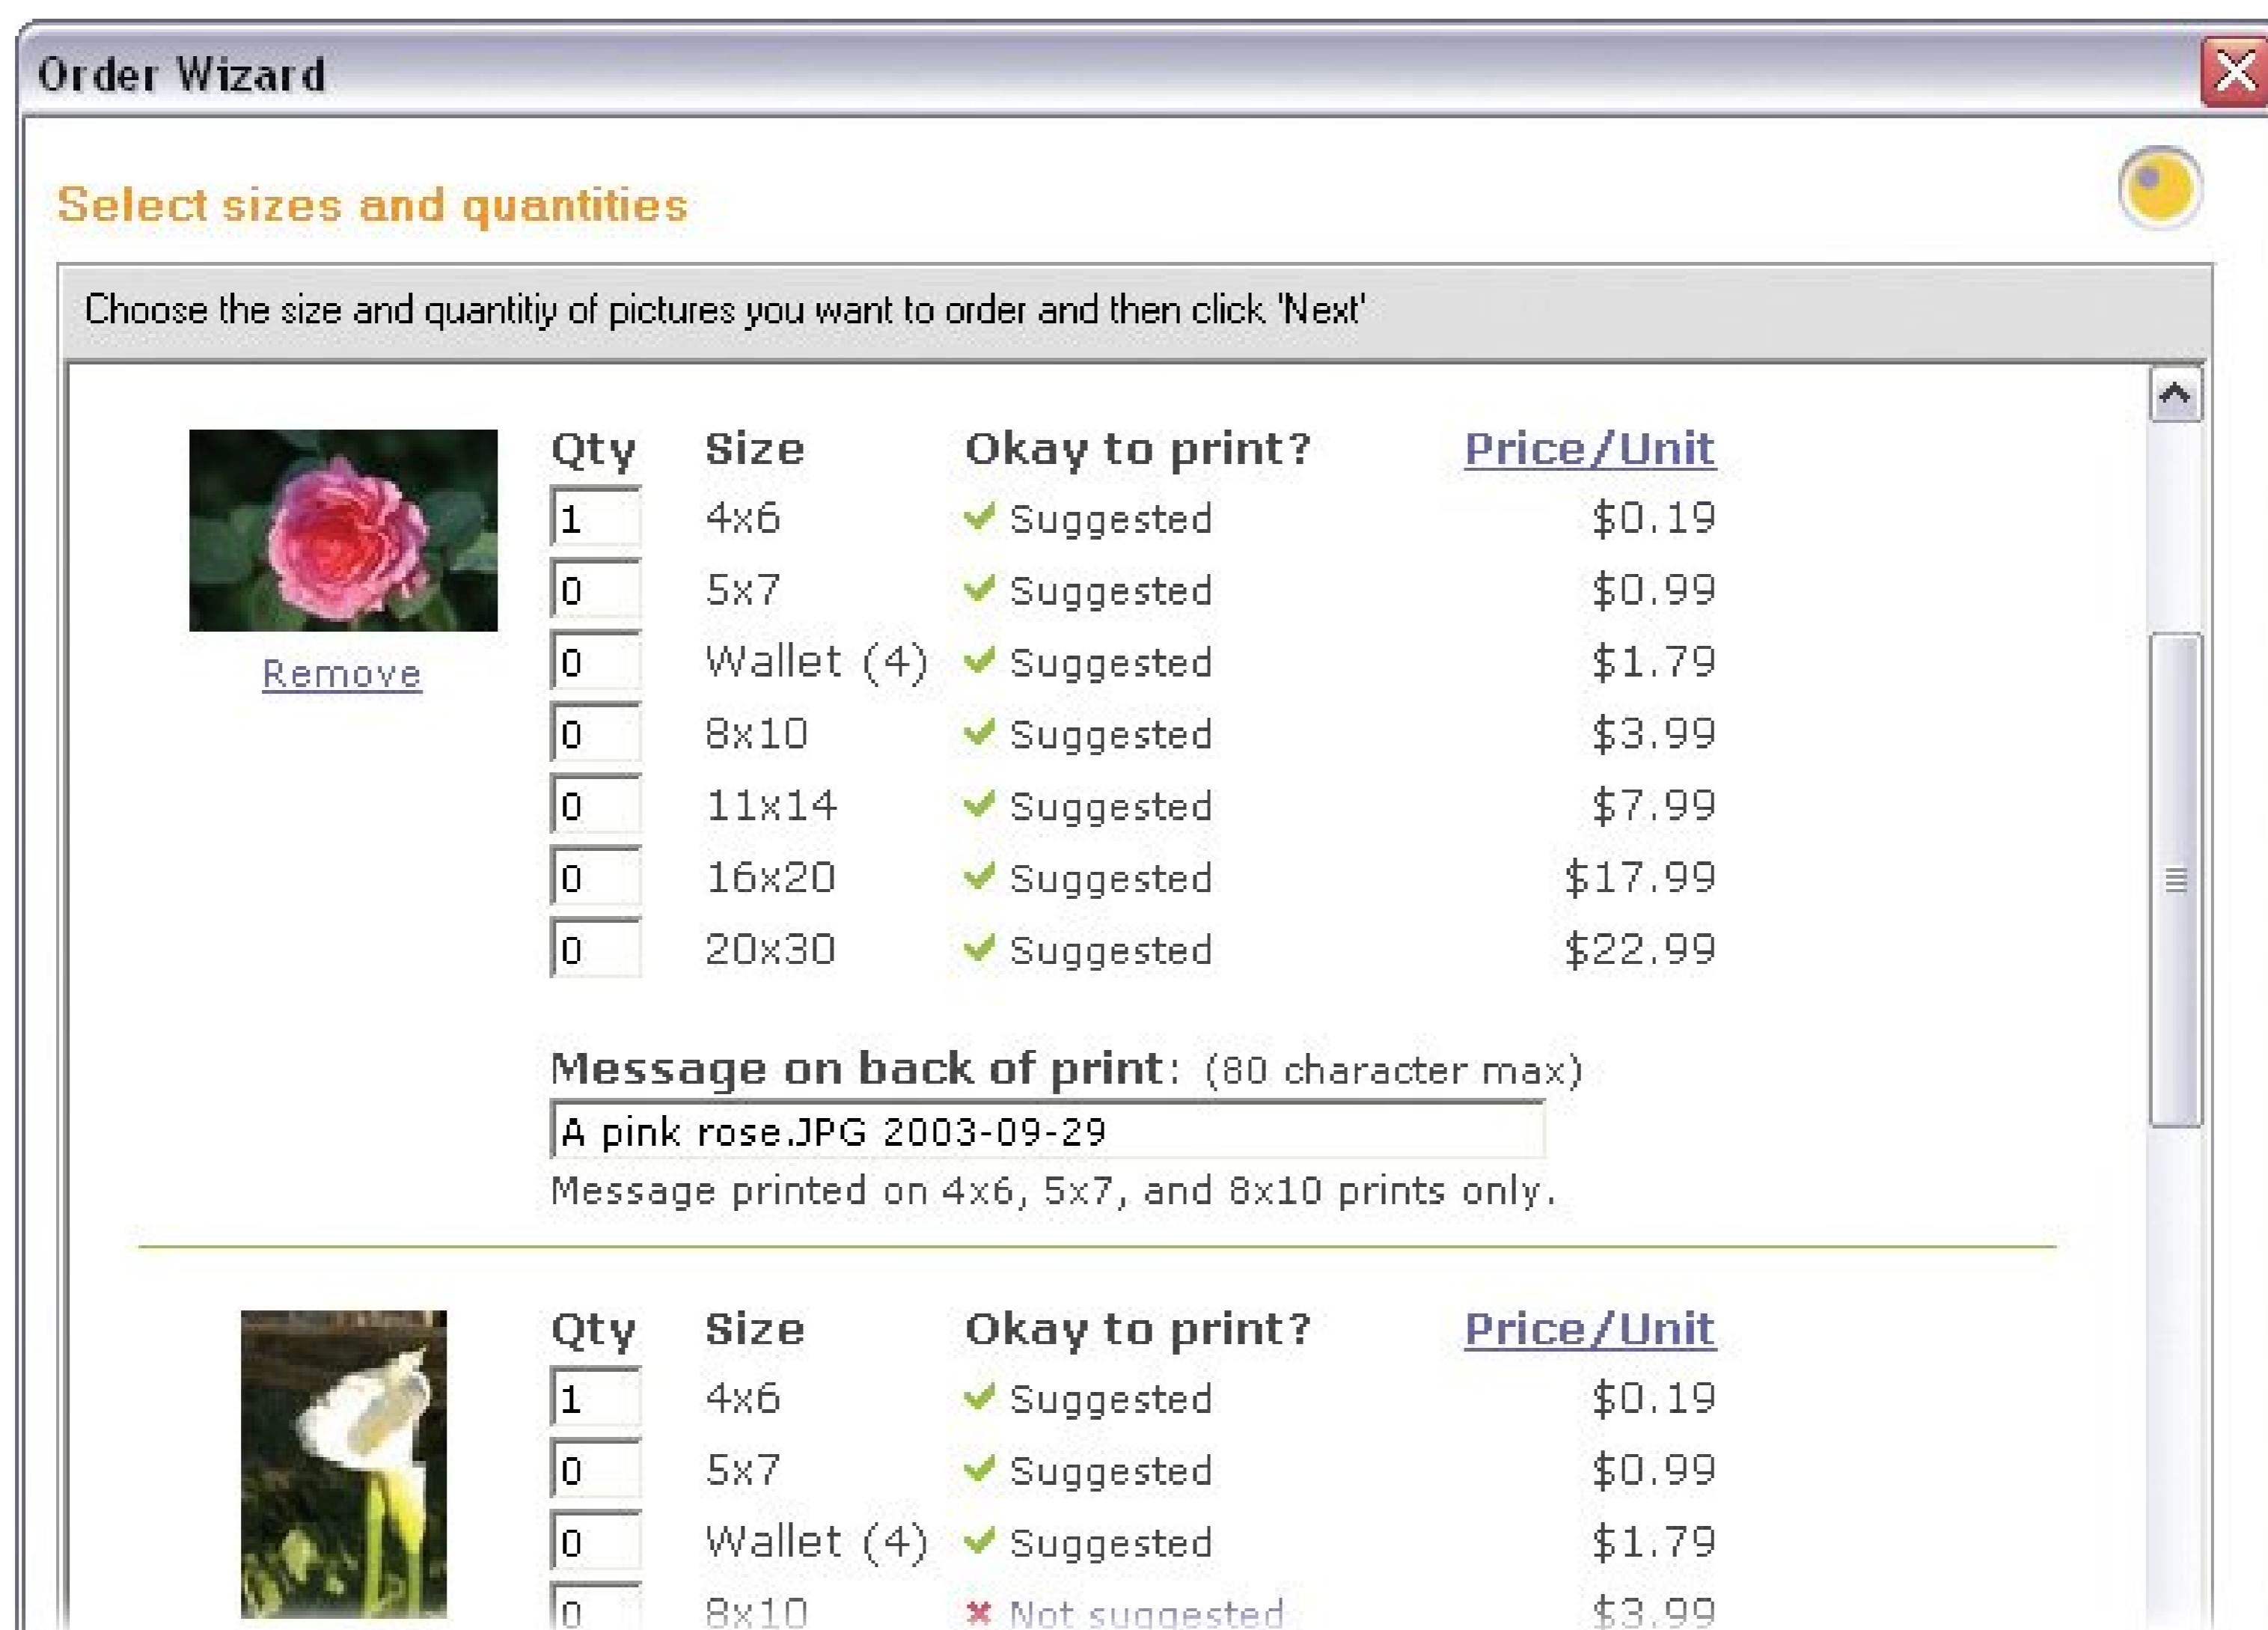 Order Wizard
Select sizes and quantities
Choose the size and quantitiy of pictures you want to order and then click 'Next'
Qty Size Okay to print? Price/Unit
1 4x6 Suggested $0.19
0 5x7 Suggested $0.99
0 Wallet (4) Suggested $1.79
0 8x10 Suggested $3.99
0 11x14 Suggested $7.99
0 16x20 Suggested $17.99
0 20x30 Suggested $22.99
Remove
Message on back of print: (80 character max)
A pink rose.JPG 2003-09-29
Message printed on 4x6, 5x7, and 8x10 prints only.
Qty Size Okay to print? Price/Unit
1 4x6 Suggested $0.19
0 5x7 Suggested $0.99
0 Wallet (4) Suggested $1.79
0 8x10 Not suggested $3.99